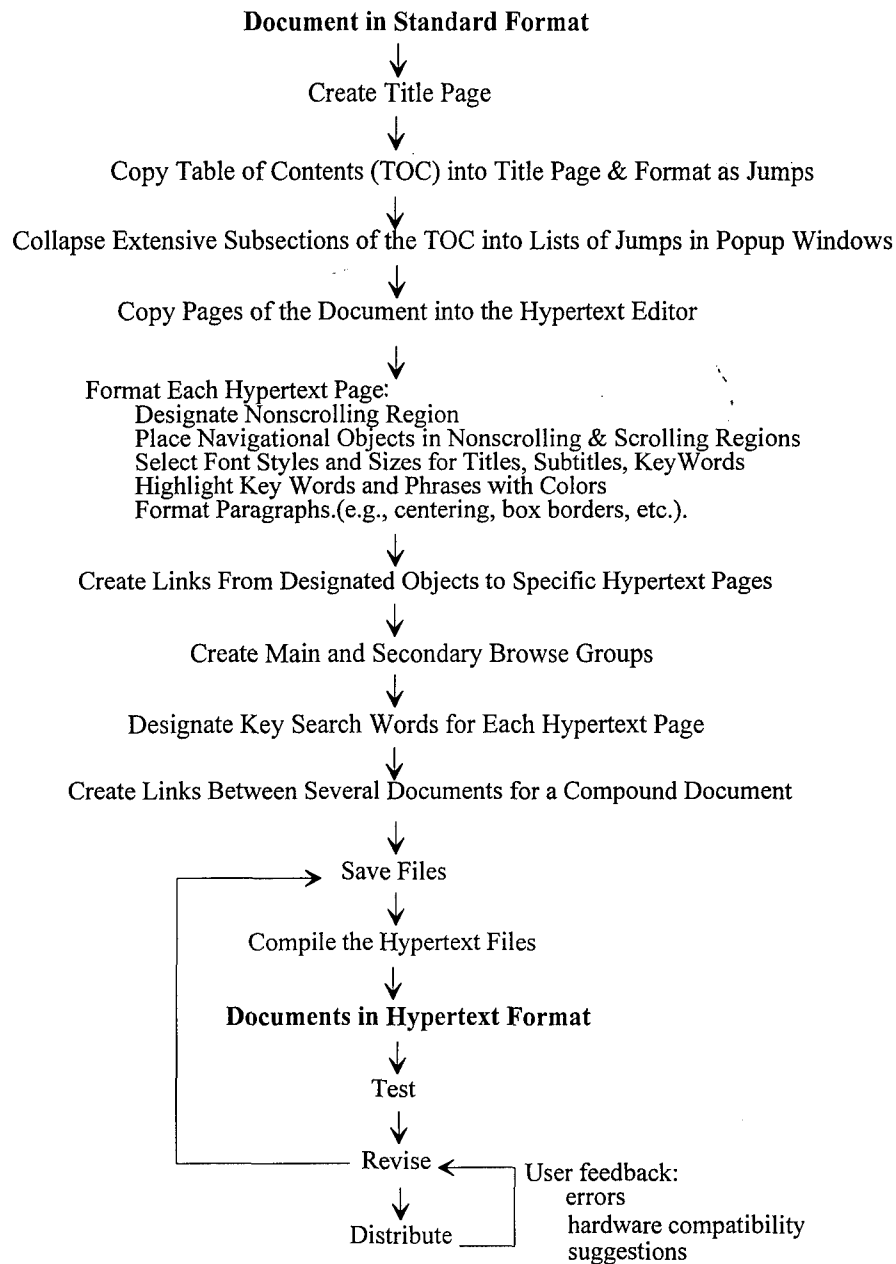 Document in Standard Format
Create Title Page
Copy Table of Contents (TOC) into Title Page & Format as Jumps
Collapse Extensive Subsections of the TOC into Lists of Jumps in Popup Windows
Copy Pages of the Document into the Hypertext Editor
Format Each Hypertext Page:
Designate Nonscrolling Region
Place Navigational Objects in Nonscrolling & Scrolling Regions
Select Font Styles and Sizes for Titles, Subtitles, KeyWords
Highlight Key Words and Phrases with Colors
Format Paragraphs.(e.g., centering, box borders, etc.).
Create Links From Designated Objects to Specific Hypertext Pages
Create Main and Secondary Browse Groups
Designate Key Search Words for Each Hypertext Page
Create Links Between Several Documents for a Compound Document
Save Files
Compile the Hypertext Files
Documents in Hypertext Format
Test
Revise
User feedback:
errors
hardware compatibility
suggestions
Distribute